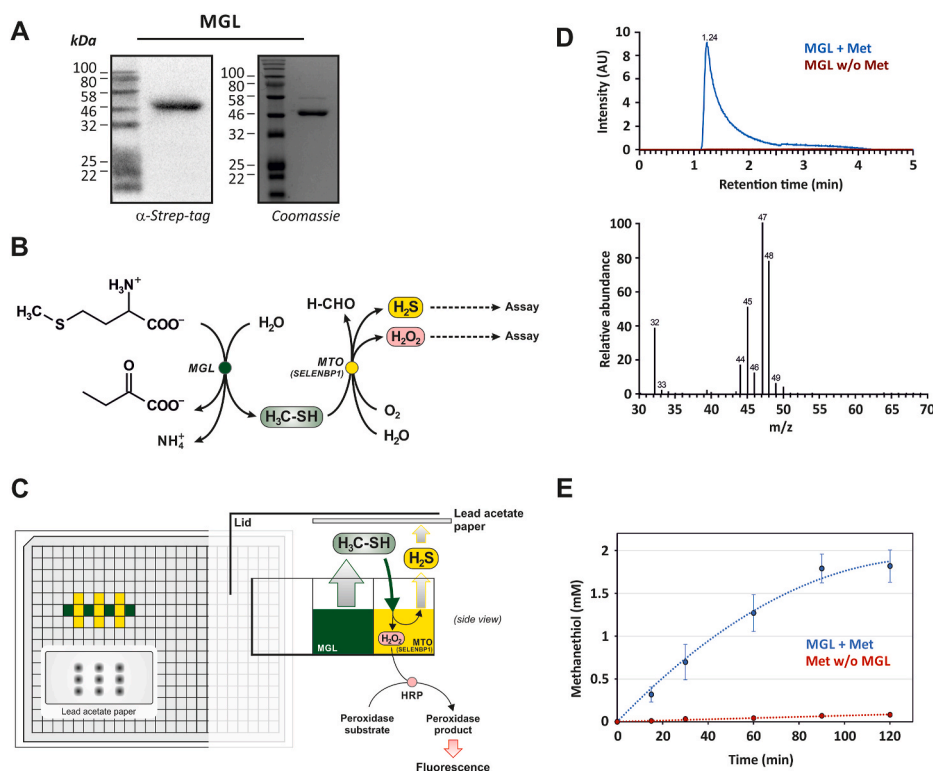 A
MGL
kDa
100
80
58
46
32
25
22
α-Strep-tag
100
80
58
46
32
25
22
Coomassie
B
H₃N⁺
H₃C
S
COO⁻
H₂O
MGL
O
COO⁻
NH₄⁺
H₃C-SH
H-CHO
MTO
(SELENBP1)
O₂
H₂O
H₂S
Assay
H₂O₂
Assay
C
Lead acetate paper
Lid
Lead acetate
paper
H₃C-SH
H₂S
(side view)
H₂O₂
MGL
MTO
(SELENBP1)
HRP
Peroxidase
substrate
Peroxidase
product
Fluorescence
D
Intensity (AU)
10
8
6
4
2
0
1.24
MGL + Met
MGL w/o Met
0 1 2 3 4 5
Retention time (min)
Relative abundance
100
80
60
40
20
0
32
33
44
45
46
47
48
49
30 35 40 45 50 55 60 65 70
m/z
E
Methanethiol (mM)
2
1.5
1
0.5
0
MGL + Met
Met w/o MGL
0 20 40 60 80 100 120
Time (min)